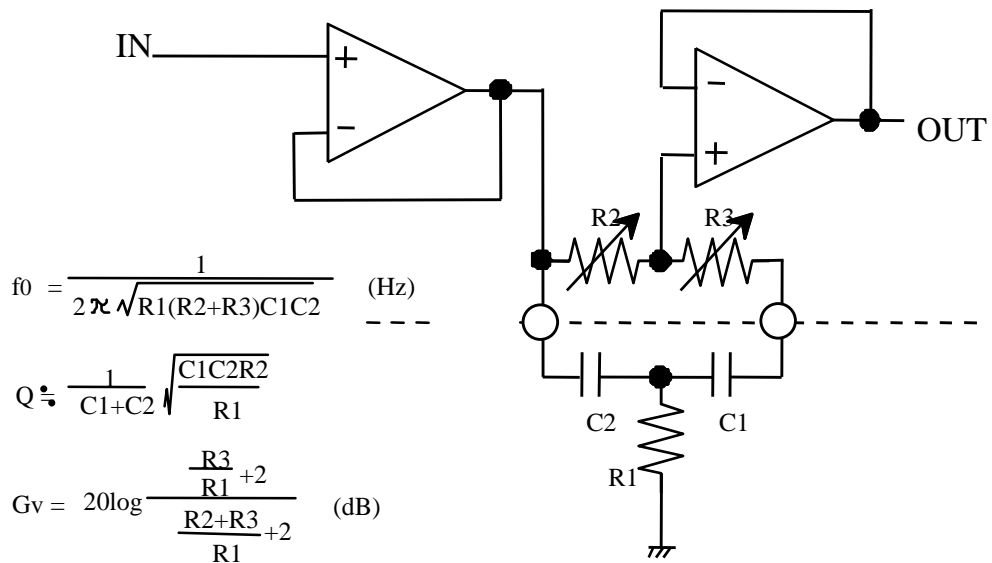 IN
OUT
R2
R3
f0 = 1
2π√R1(R2+R3)C1C2
(Hz)
Q ≒ 1
C1+C2
√C1C2R2
R1
C2
C1
R1
Gv = 20log
R3
R1
+2
R2+R3
R1
+2
(dB)
+
−
−
+